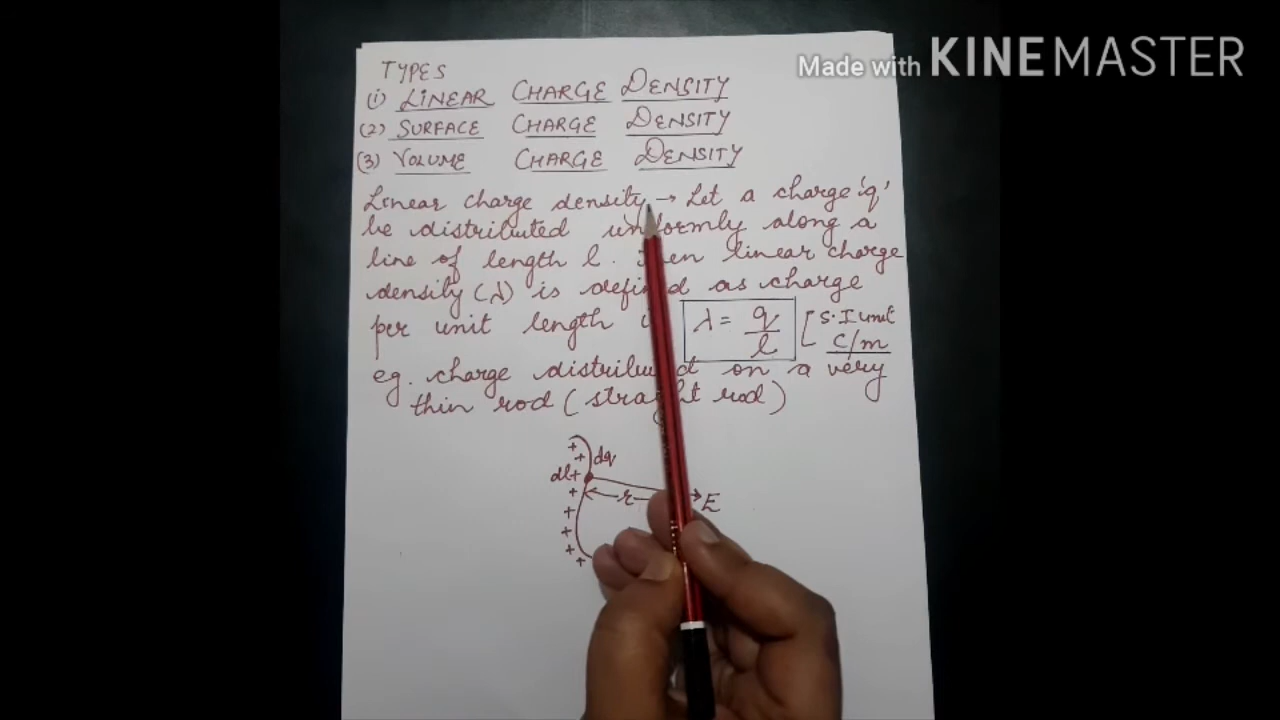 Made with KINEMASTER
TYPES
(1) LINEAR CHARGE DENSITY
(2) SURFACE CHARGE DENSITY
(3) VOLUME CHARGE DENSITY
Linear charge density → Let a charge 'q'
be distributed uniformly along a
line of length l. Then linear charge
density (λ) is defined as charge
per unit length λ = q/l [S.I unit
C/m
eg. charge distributed on a very
thin rod (straight rod)
+
+ dq
dl +
+ r E
+
+
+
+